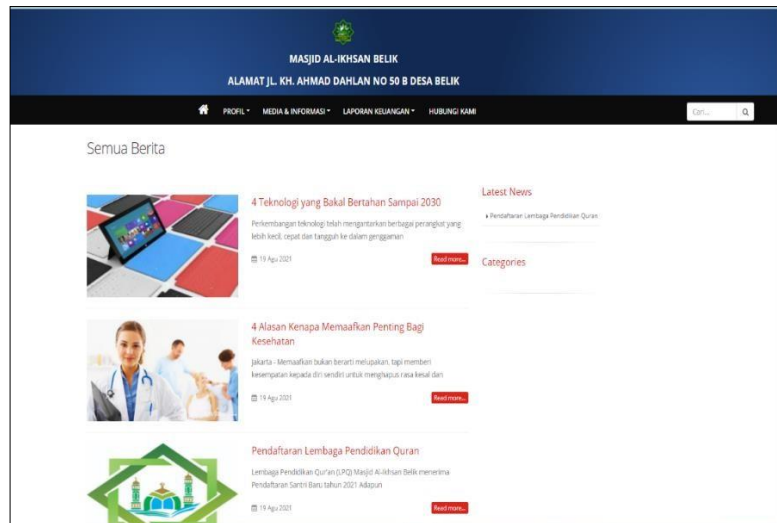 MASJID AL-IKHSAN BELIK
ALAMAT JL. KH. AHMAD DAHLAN NO 50 B DESA BELIK
PROFIL MEDIA & INFORMASI LAPORAN KEUANGAN HUBUNGI KAMI
Cari...
Semua Berita
4 Teknologi yang Bakal Bertahan Sampai 2030
Perkembangan teknologi telah mengantarkan berbagai perangkat yang
lebih kecil, cepat dan tangguh ke dalam genggaman
19 Agu 2021
Read more...
4 Alasan Kenapa Memaafkan Penting Bagi
Kesehatan
Jakarta - Memaafkan bukan berarti melupakan, tapi memberi
kesempatan kepada diri sendiri untuk menghapus rasa kesal dan
19 Agu 2021
Read more...
Pendaftaran Lembaga Pendidikan Quran
Lembaga Pendidikan Qur'an (LPQ) Masjid Al-Ikhsan Belik menerima
Pendaftaran Santri Baru tahun 2021 Adapun
19 Agu 2021
Read more...
Latest News
Pendaftaran Lembaga Pendidikan Quran
Categories